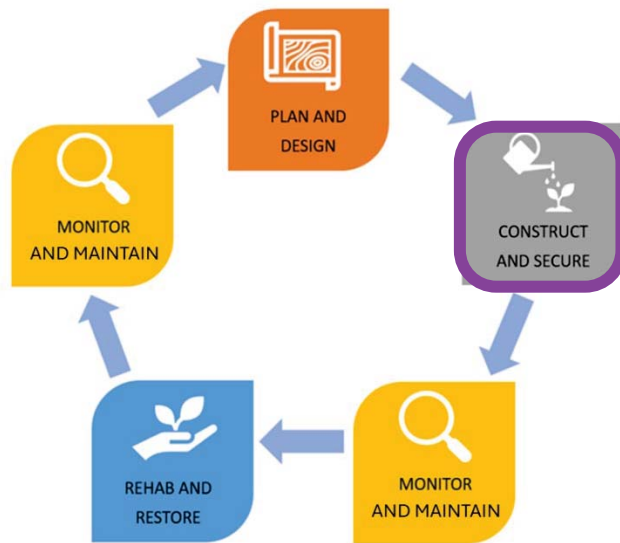 PLAN AND
DESIGN
CONSTRUCT
AND SECURE
MONITOR
AND MAINTAIN
REHAB AND
RESTORE
MONITOR
AND MAINTAIN